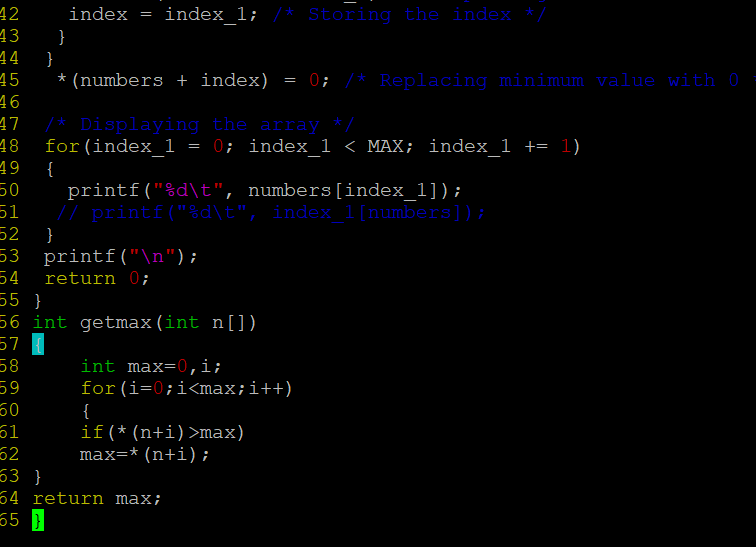 42    index = index_1; /* Storing the index */
43   }
44  }
45  *(numbers + index) = 0; /* Replacing minimum value with 0
46
47 /* Displaying the array */
48 for(index_1 = 0; index_1 < MAX; index_1 += 1)
49 {
50   printf("%d\t", numbers[index_1]);
51  // printf("%d\t", index_1[numbers]);
52 }
53 printf("\n");
54 return 0;
55 }
56 int getmax(int n[])
57 {
58     int max=0,i;
59     for(i=0;i<max;i++)
60     {
61     if(*(n+i)>max)
62     max=*(n+i);
63 }
64 return max;
65 }